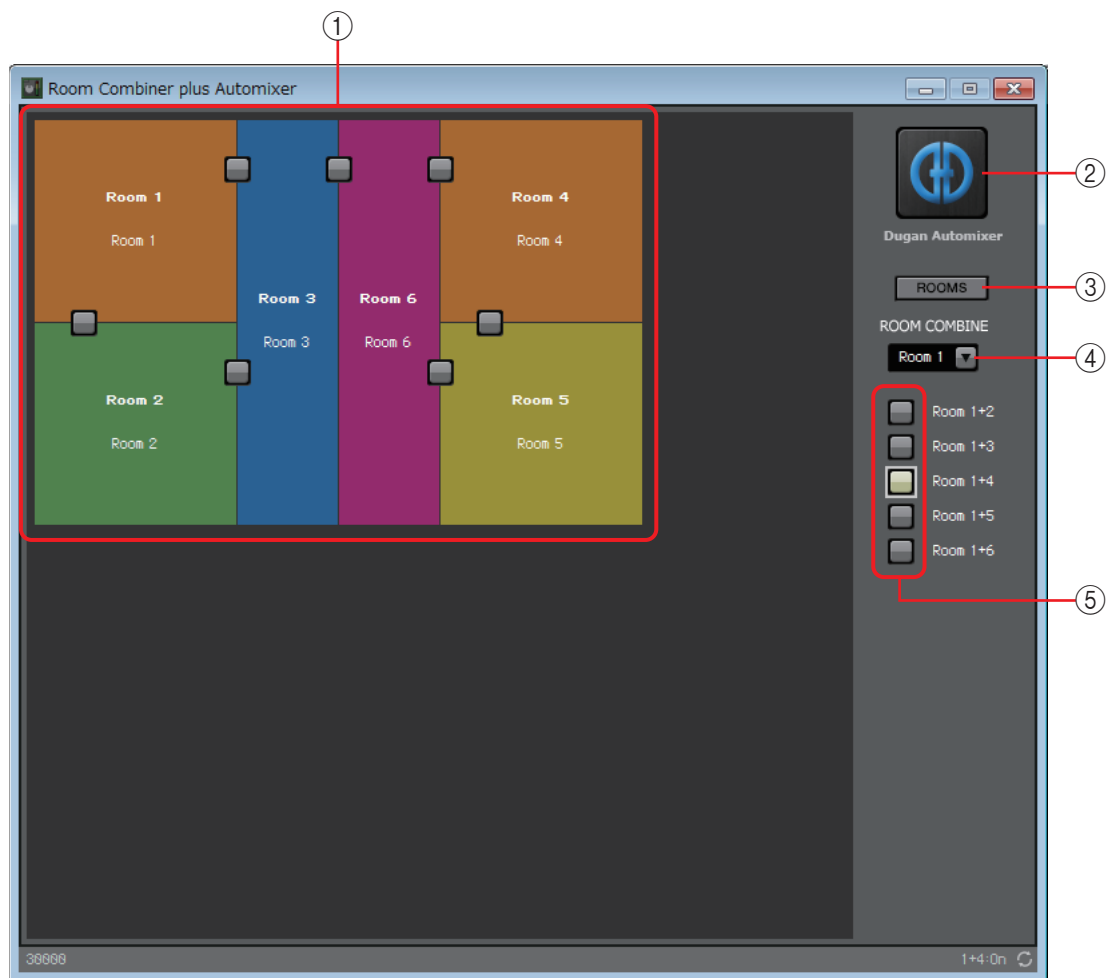 ①
Room Combiner plus Automixer
Room 1
Room 1
Room 4
Room 4
Room 3
Room 3
Room 6
Room 6
Room 2
Room 2
Room 5
Room 5
②
Dugan Automixer
ROOMS
③
ROOM COMBINE
Room 1
④
Room 1+2
Room 1+3
Room 1+4
Room 1+5
Room 1+6
⑤
30000
1+4:On